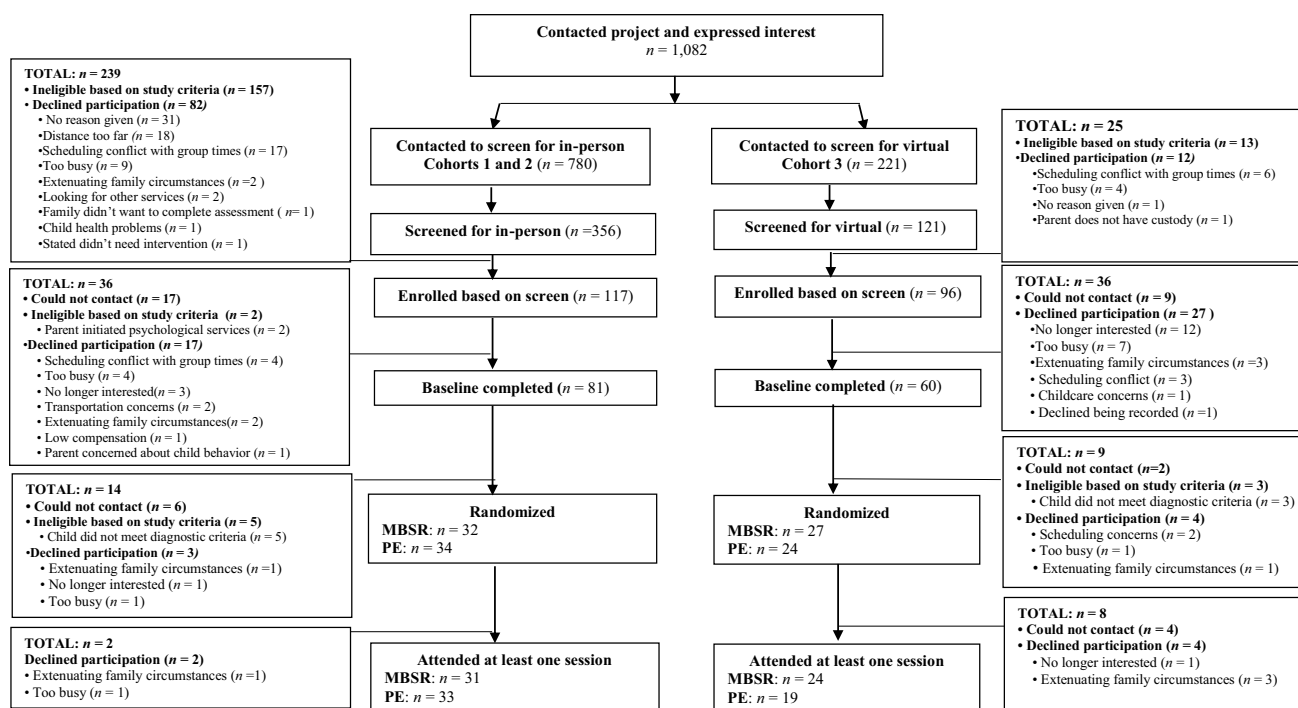 Contacted project and expressed interest
n = 1,082
TOTAL: n = 239
• Ineligible based on study criteria (n = 157)
• Declined participation (n = 82)
• No reason given (n = 31)
• Distance too far (n = 18)
• Scheduling conflict with group times (n = 17)
• Too busy (n = 9)
• Extenuating family circumstances (n =2 )
• Looking for other services (n = 2)
• Family didn't want to complete assessment ( n= 1)
• Child health problems (n = 1)
• Stated didn't need intervention (n = 1)
Contacted to screen for in-person
Cohorts 1 and 2 (n = 780)
Contacted to screen for virtual
Cohort 3 (n = 221)
TOTAL: n = 25
• Ineligible based on study criteria (n = 13)
•Declined participation (n = 12)
•Scheduling conflict with group times (n = 6)
•Too busy (n = 4)
•No reason given (n = 1)
•Parent does not have custody (n = 1)
Screened for in-person (n =356)
Screened for virtual (n = 121)
TOTAL: n = 36
• Could not contact (n = 17)
• Ineligible based on study criteria (n = 2)
• Parent initiated psychological services (n = 2)
•Declined participation (n = 17)
• Scheduling conflict with group times (n = 4)
• Too busy (n = 4)
• No longer interested(n = 3)
• Transportation concerns (n = 2)
• Extenuating family circumstances(n = 2)
• Low compensation (n = 1)
• Parent concerned about child behavior (n = 1)
Enrolled based on screen (n = 117)
Enrolled based on screen (n = 96)
TOTAL: n = 36
• Could not contact (n = 9)
• Declined participation (n = 27 )
•No longer interested (n = 12)
•Too busy (n = 7)
•Extenuating family circumstances (n =3)
• Scheduling conflict (n = 3)
• Childcare concerns (n = 1)
• Declined being recorded (n =1)
Baseline completed (n = 81)
Baseline completed (n = 60)
TOTAL: n = 14
• Could not contact (n = 6)
• Ineligible based on study criteria (n = 5)
• Child did not meet diagnostic criteria (n = 5)
•Declined participation (n = 3)
• Extenuating family circumstances (n =1)
• No longer interested (n = 1)
• Too busy (n = 1)
Randomized
MBSR: n = 32
PE: n = 34
Randomized
MBSR: n = 27
PE: n = 24
TOTAL: n = 9
• Could not contact (n=2)
• Ineligible based on study criteria (n = 3)
• Child did not meet diagnostic criteria (n = 3)
• Declined participation (n = 4)
• Scheduling concerns (n = 2)
• Too busy (n = 1)
• Extenuating family circumstances (n = 1)
TOTAL: n = 2
Declined participation (n = 2)
• Extenuating family circumstances (n =1)
• Too busy (n = 1)
Attended at least one session
MBSR: n = 31
PE: n = 33
Attended at least one session
MBSR: n = 24
PE: n = 19
TOTAL: n = 8
• Could not contact (n = 4)
• Declined participation (n = 4)
• No longer interested (n = 1)
• Extenuating family circumstances (n = 3)